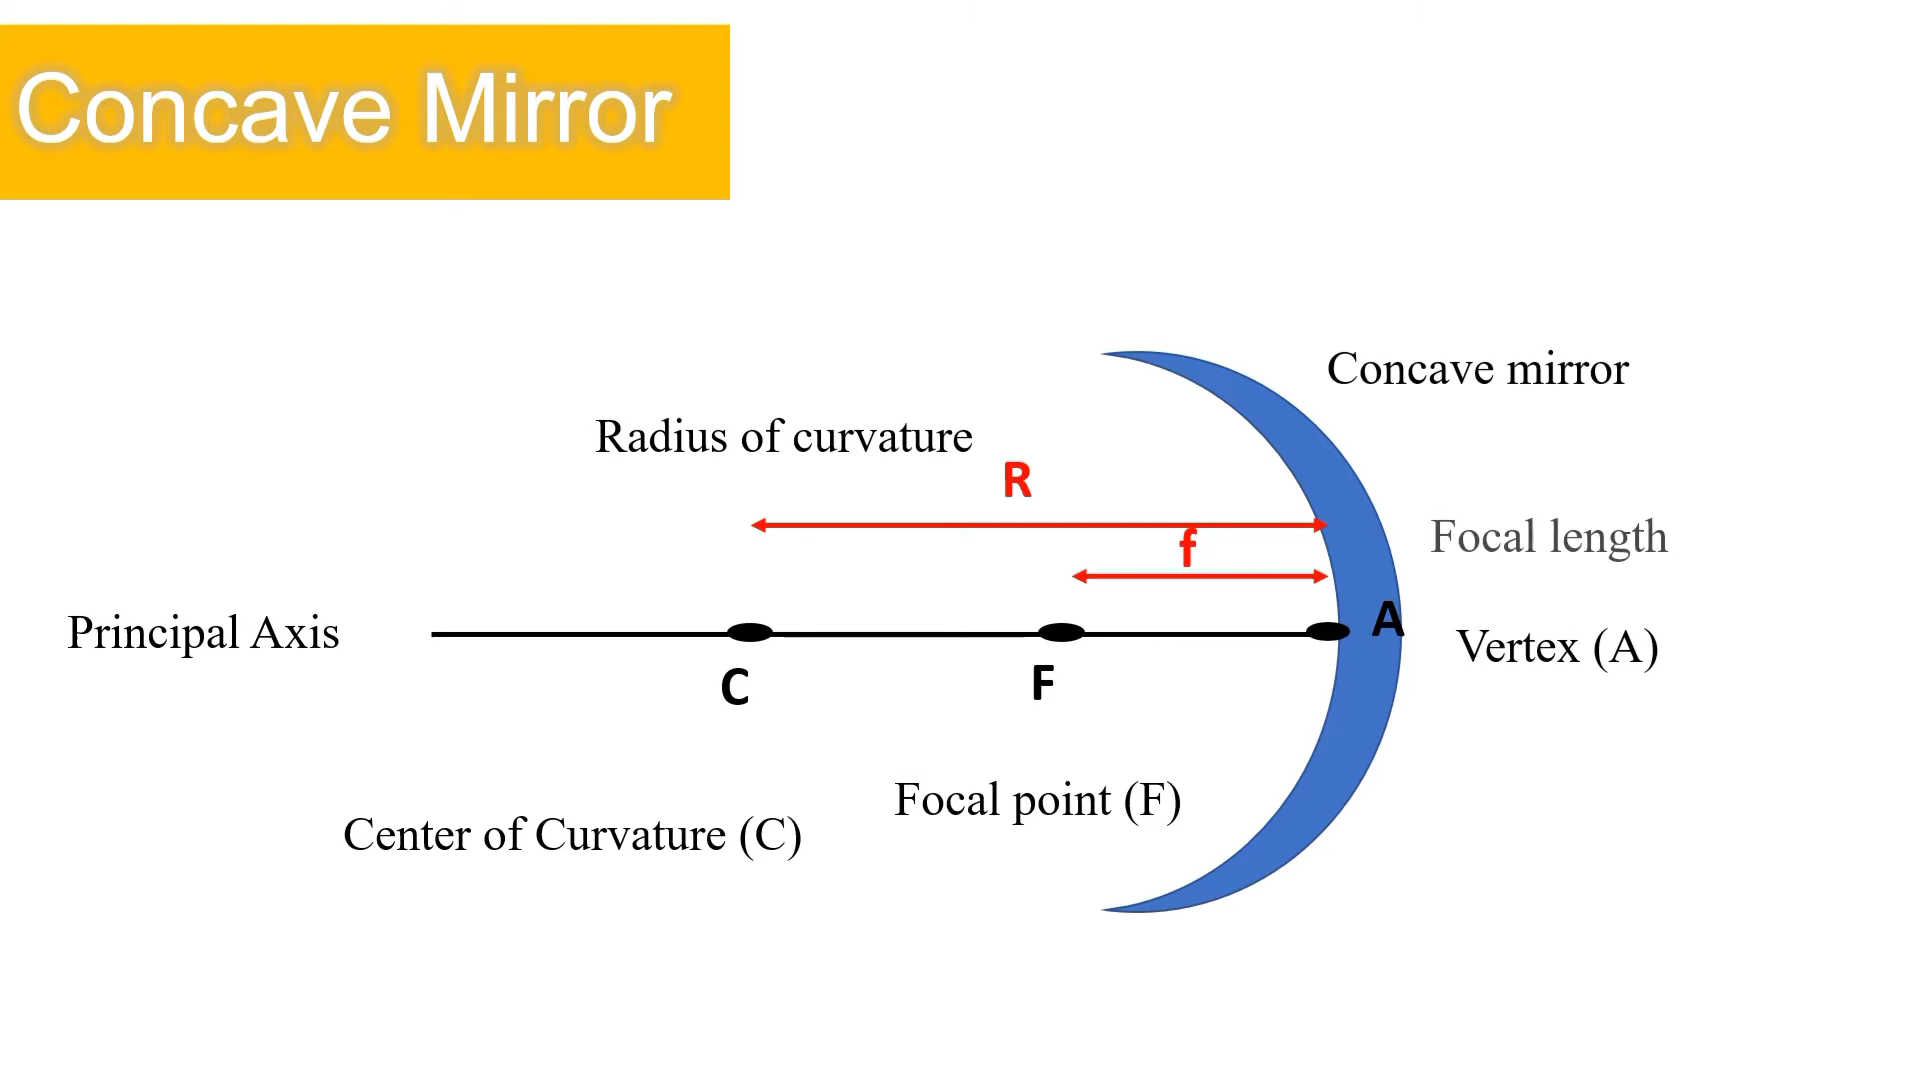 Concave Mirror
Concave mirror
Radius of curvature
R
f
Focal length
Principal Axis
A
Vertex (A)
C
F
Focal point (F)
Center of Curvature (C)